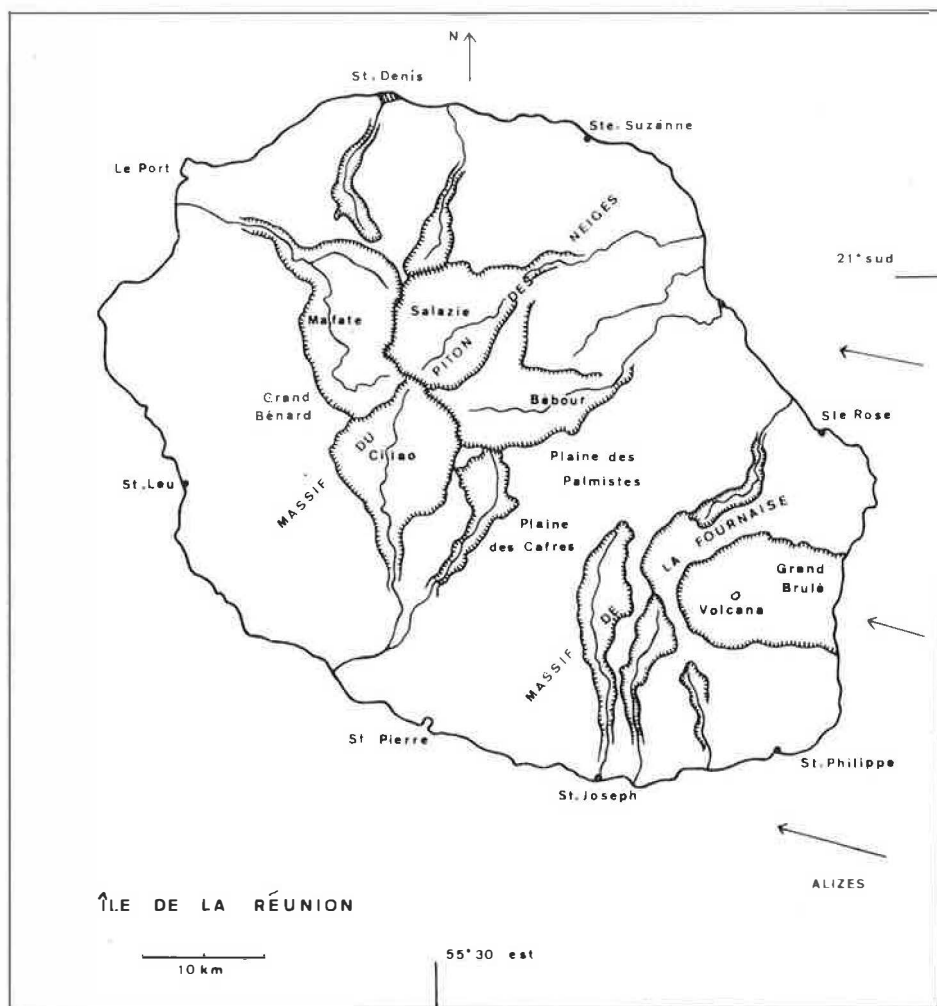 N
St. Denis
Ste. Suzanne
Le Port
21° sud
Mafate
Salazie
MASSIF DU PITON DES NEIGES
Grand
Bénard
Bébour
Cilao
Ste Rose
St. Leu
Plaine des
Palmistes
Plaine
des Cafres
MASSIF DE LA FOURNAISE
Grand
Brulé
Volcana
St Pierre
St. Philippe
St. Joseph
ALIZES
ÎLE DE LA RÉUNION
10 km
55° 30 est